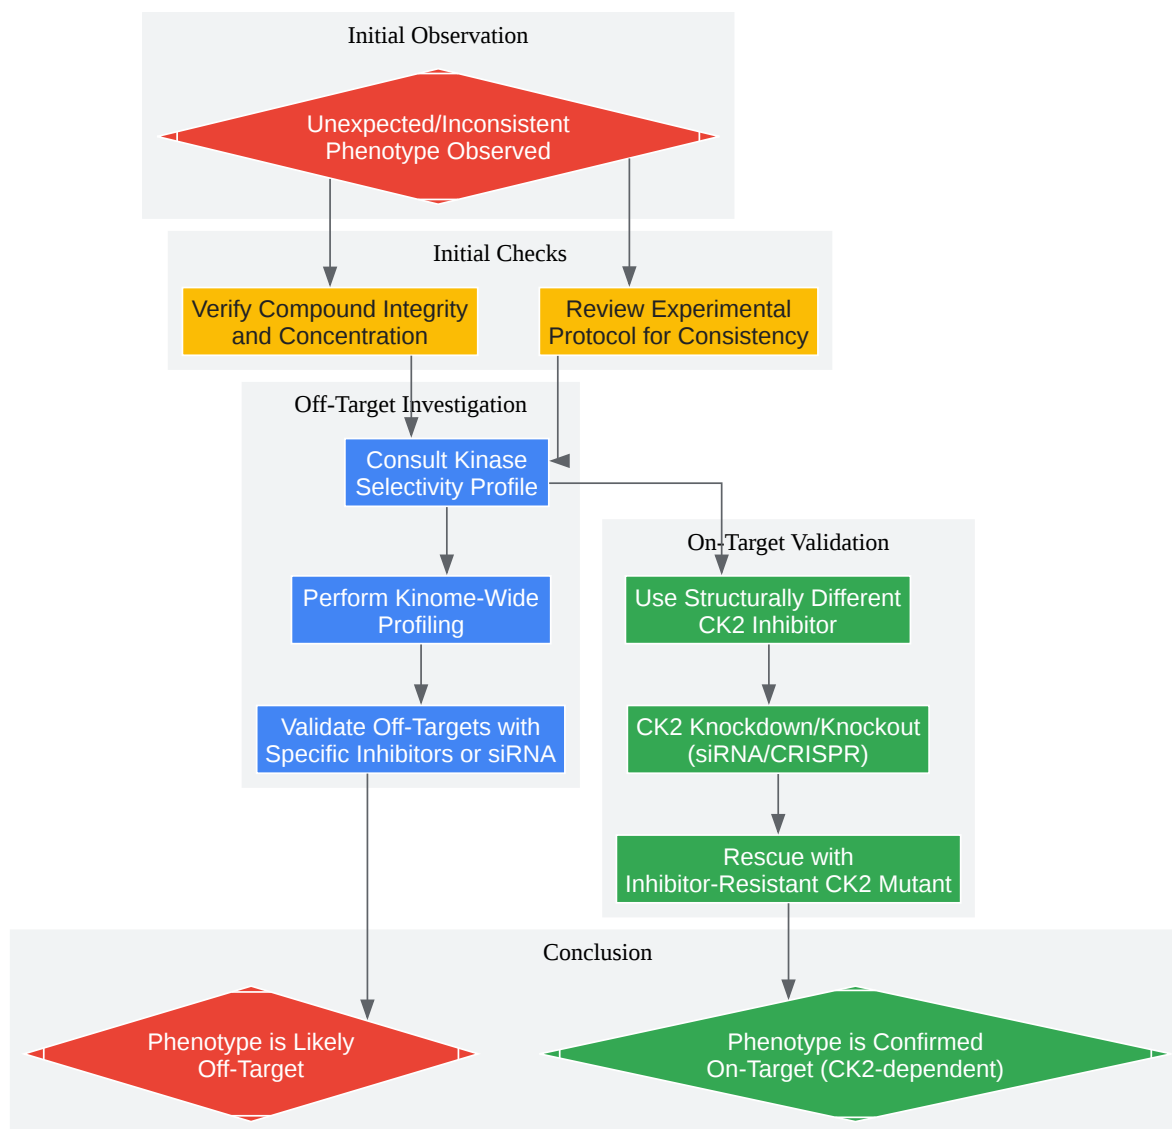 Initial Observation
Unexpected/Inconsistent
Phenotype Observed
Initial Checks
Verify Compound Integrity
and Concentration
Review Experimental
Protocol for Consistency
Off-Target Investigation
Consult Kinase
Selectivity Profile
Perform Kinome-Wide
Profiling
Validate Off-Targets with
Specific Inhibitors or siRNA
On-Target Validation
Use Structurally Different
CK2 Inhibitor
CK2 Knockdown/Knockout
(siRNA/CRISPR)
Rescue with
Inhibitor-Resistant CK2 Mutant
Conclusion
Phenotype is Likely
Off-Target
Phenotype is Confirmed
On-Target (CK2-dependent)